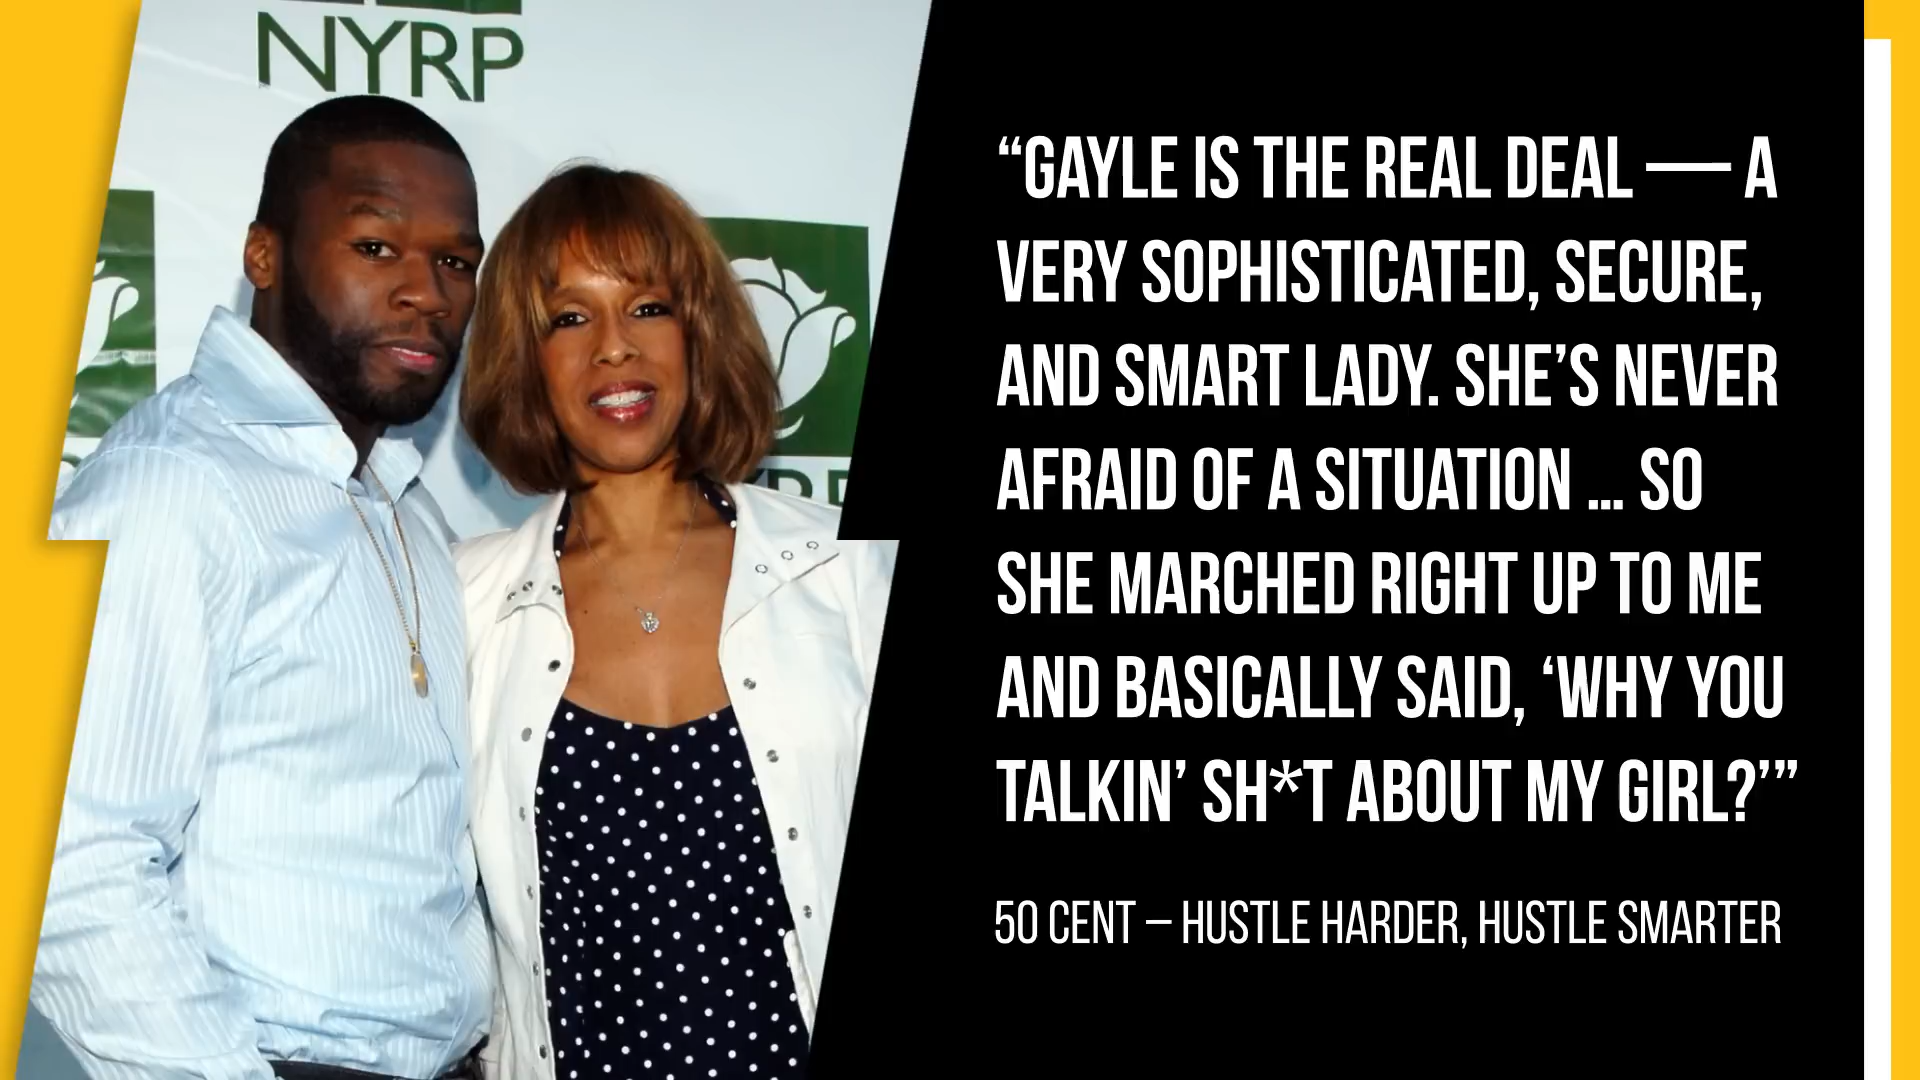 NYRP
“GAYLE IS THE REAL DEAL — A
VERY SOPHISTICATED, SECURE,
AND SMART LADY. SHE’S NEVER
AFRAID OF A SITUATION ... SO
SHE MARCHED RIGHT UP TO ME
AND BASICALLY SAID, ‘WHY YOU
TALKIN’ SH*T ABOUT MY GIRL?’”
50 CENT – HUSTLE HARDER, HUSTLE SMARTER